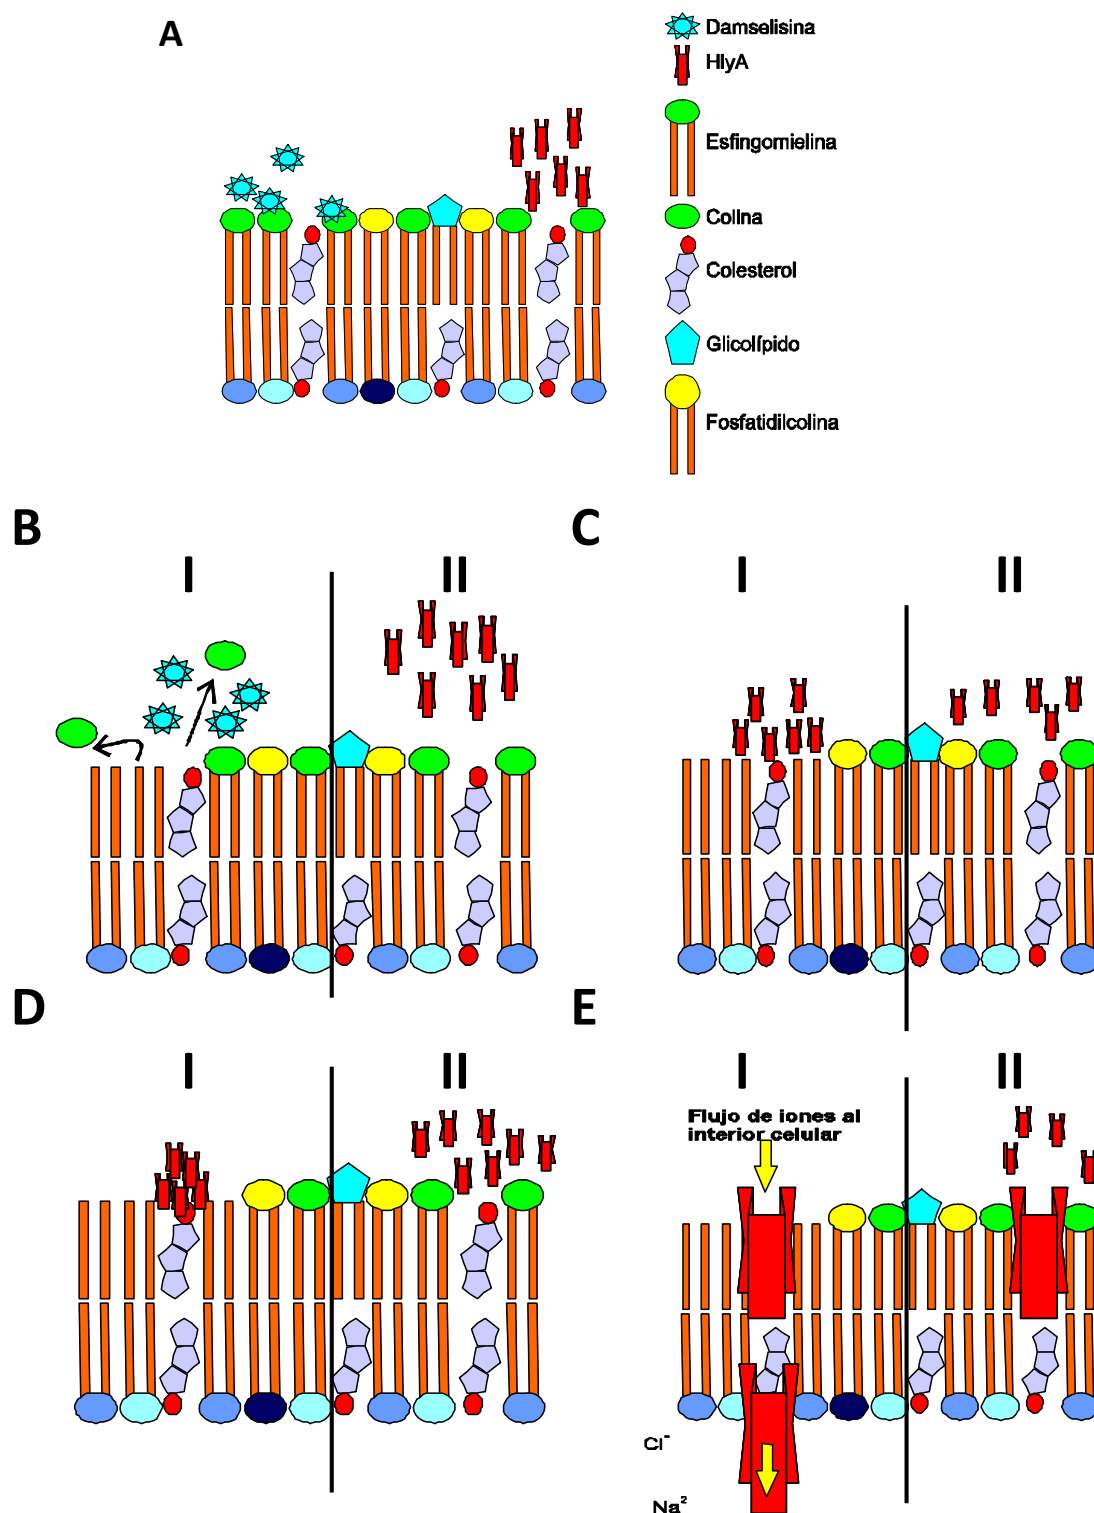 A
Damselisina
HlyA
Esfingomielina
Colina
Colesterol
Glicolípido
Fosfatidilcolina
B
I
II
C
I
II
D
I
II
E
I
II
Flujo de iones al
interior celular
Cl⁻
Na²